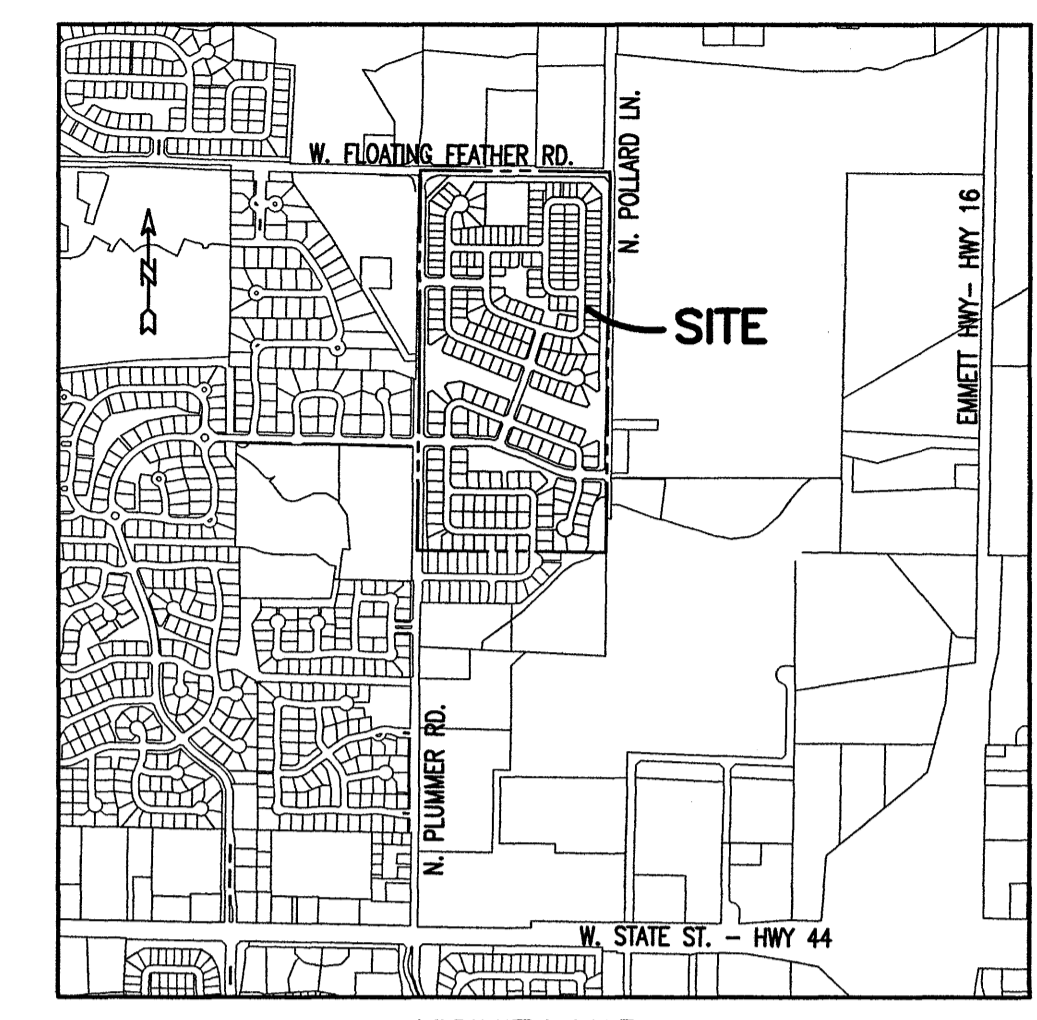 W. FLOATING FEATHER RD.
N. POLLARD LN.
N
SITE
EMMETT HWY- HWY 16
N. PLUMMER RD.
W. STATE ST. - HWY 44